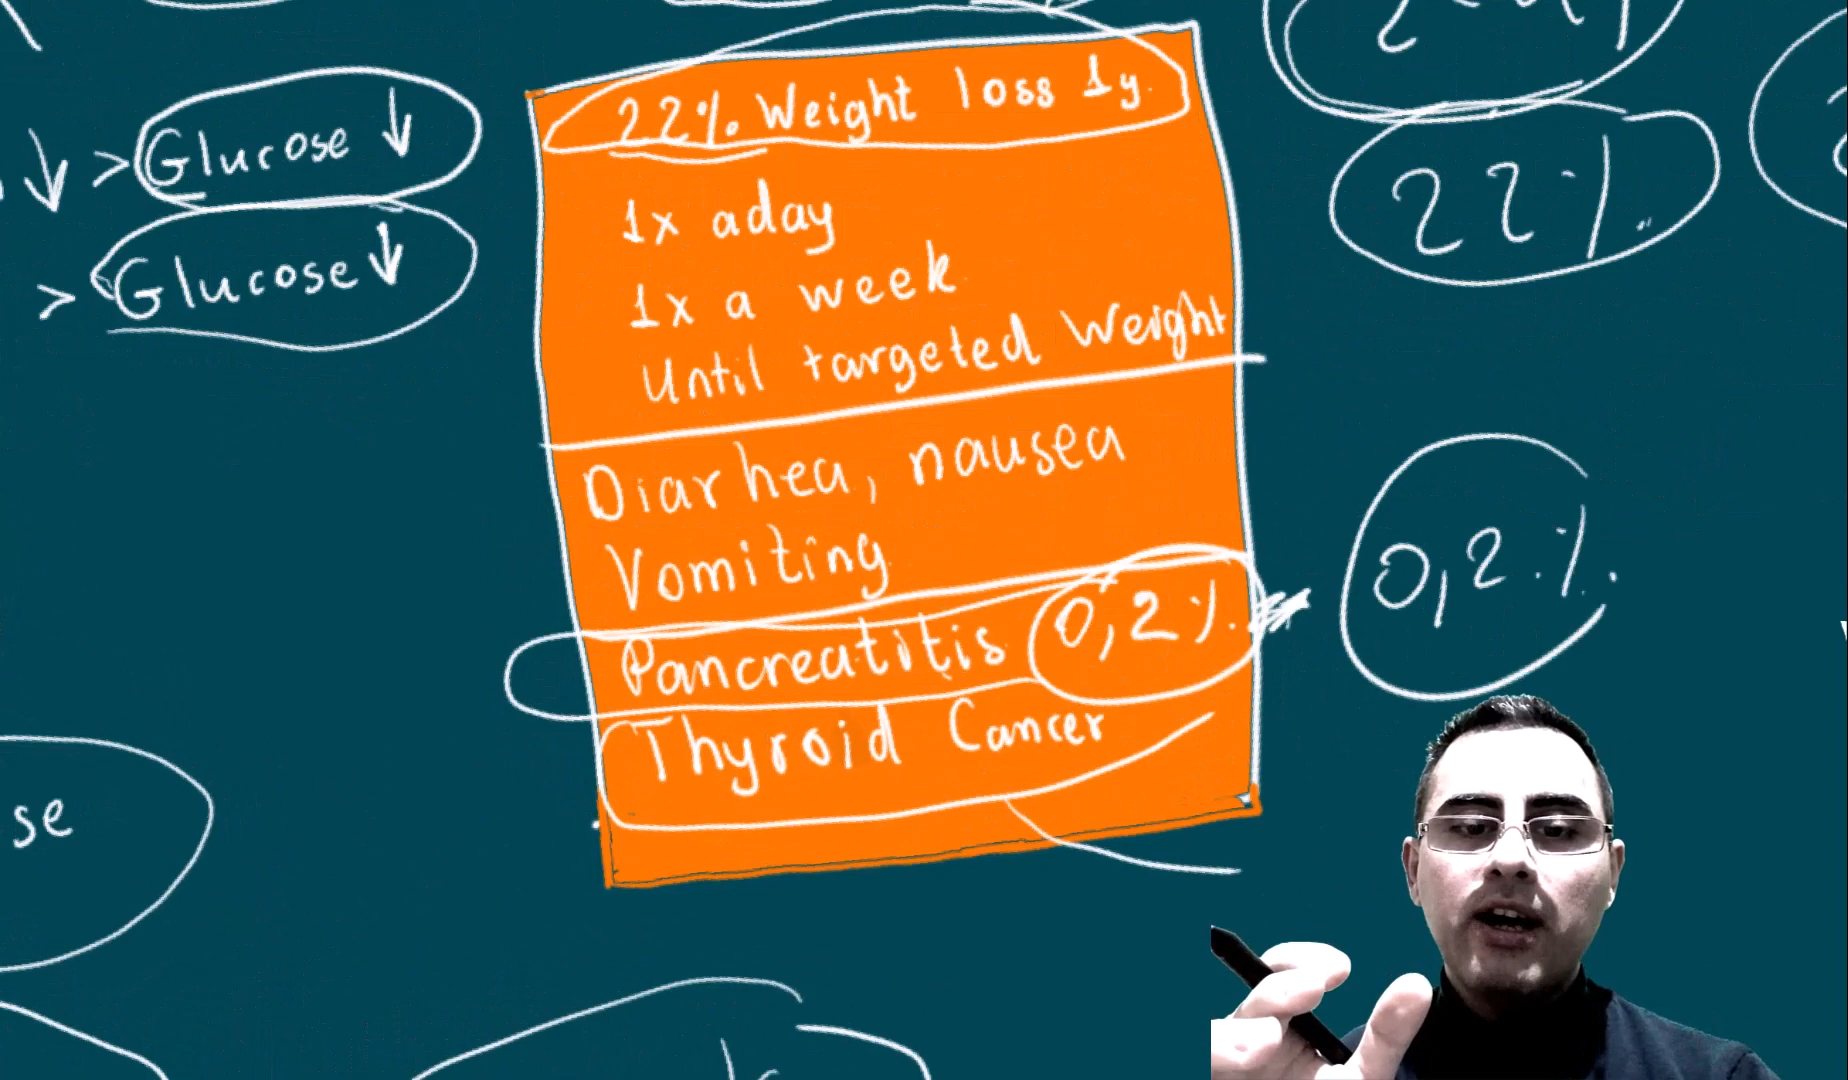 Glucose ↓
↓ > Glucose ↓
22% Weight loss 1y.
1x a day
1x a week
Until targeted Weight
Diarhea, nausea
Vomiting
Pancreatitis 0,2%.
Thyroid Cancer
22%.
0,2%.
se